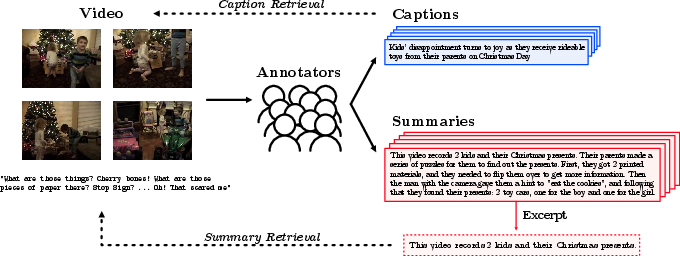 Caption Retrieval
Video
Captions
Kids' disappointment turns to joy as they receive rideable
toys from their parents on Christmas Day
Annotators
Summaries
This video records 2 kids and their Christmas presents. Their parents made a
series of puzzles for them to find out the presents. First, they got 2 printed
materials, and they needed to flip them over to get more information. Then
the man with the camera gave them a hint to "eat the cookies", and following
that they found their presents: 2 toy cars, one for the boy and one for the girl.
"What are those things? Cherry bones! What are those
pieces of paper there? Stop Sign? ... Oh! That scared me"
Excerpt
Summary Retrieval
This video records 2 kids and their Christmas presents.